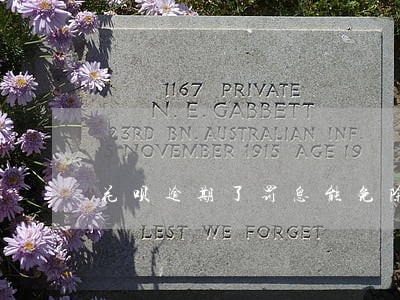 1167 PRIVATE
N. E. GABBETT
23RD BN. AUSTRALIAN INF.
NOVEMBER 1915 AGE 19
花呗逾期了罚息能免除
LEST WE FORGET